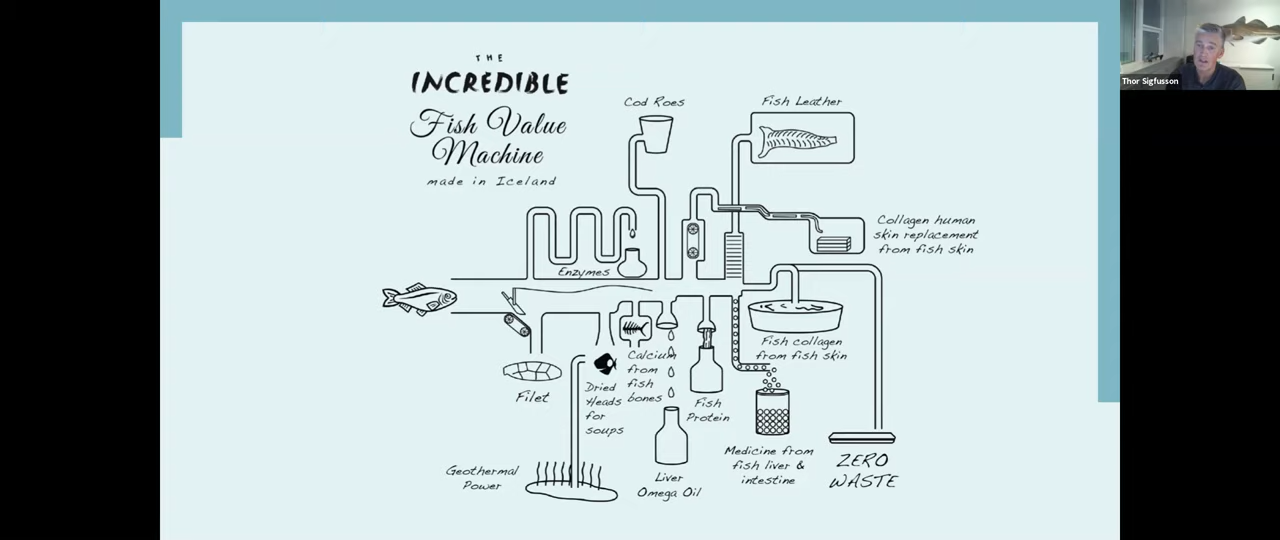 THE
INCREDIBLE
Fish Value
Machine
made in Iceland
Cod Roes
Fish Leather
Collagen human
skin replacement
from fish skin
Enzymes
Fish collagen
from fish skin
Filet
Dried
Heads
for
soups
Calcium
from
fish
bones
Fish
Protein
Geothermal
Power
Liver
Omega Oil
Medicine from
fish liver &
intestine
ZERO
WASTE
Thor Sigfusson